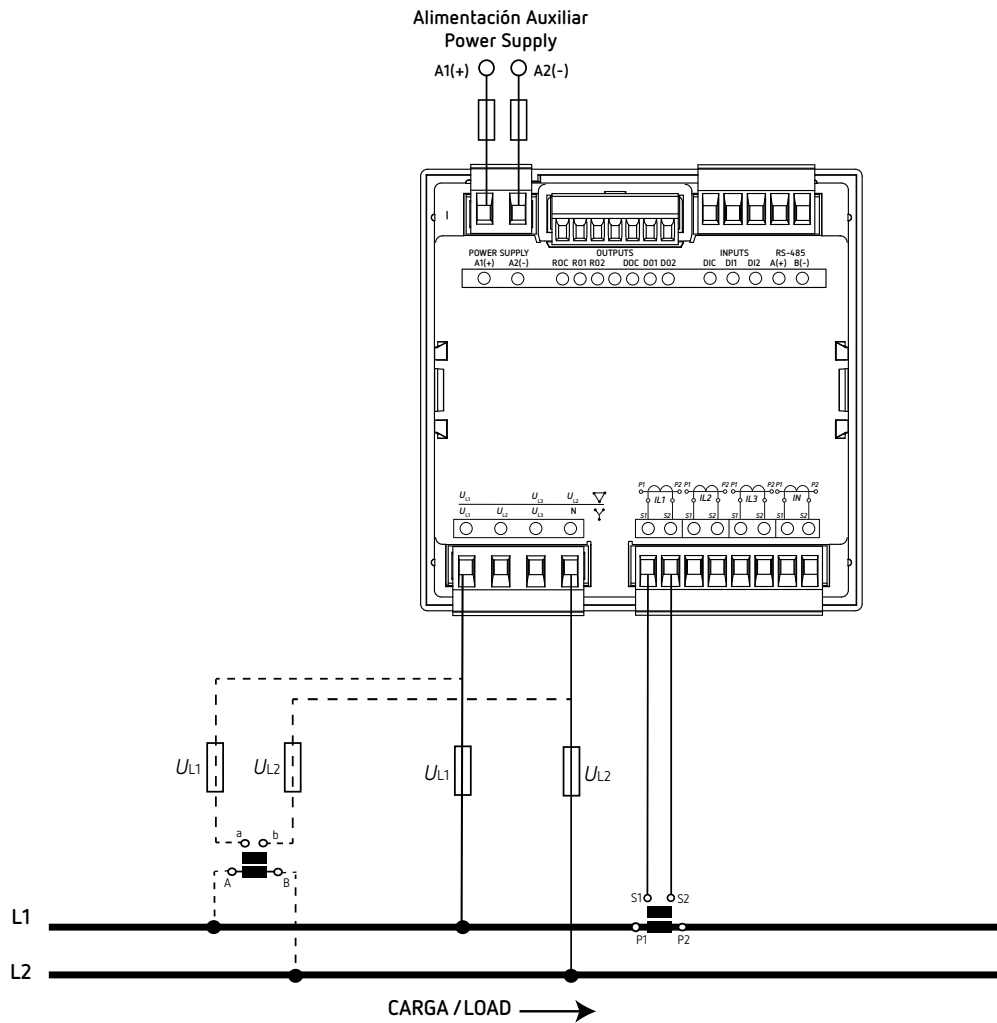 Alimentación Auxiliar
Power Supply
A1(+) A2(-)
I
POWER SUPPLY OUTPUTS INPUTS RS-485
A1(+) A2(-) ROC RO1 RO2 DOC DO1 DO2 DIC DI1 DI2 A(+) B(-)
P1 P2 P1 P2 P1 P2 P1 P2
IL1 IL2 IL3 IN
UL1 UL3 UL2
UL1 UL2 UL3 N
S1 S2 S1 S2 S1 S2 S1 S2
UL1 UL2 UL1 UL2
a b
A B
S1 S2
L1
P1 P2
L2
CARGA / LOAD